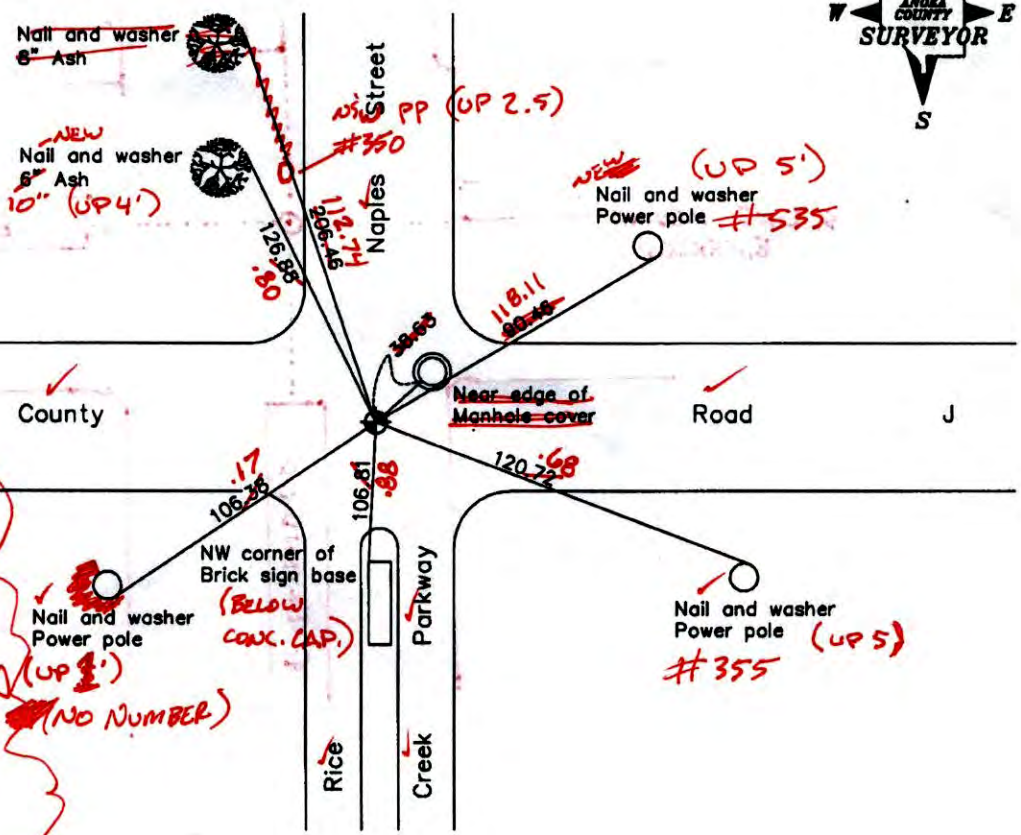 W ANOKA COUNTY E
SURVEYOR
S
Nail and washer
8" Ash
NEW
Nail and washer
6" Ash
10" (UP 4')
Street
Naples
PP (UP 2.5)
#350
NEW (UP 5')
Nail and washer
Power pole #535
206.46
112.74
126.88
.80
118.11
90.46
38.63
Near edge of
Manhole cover
County Road J
.17
106.38
106.81
.88
120.72
.68
NW corner of
Brick sign base
(BELOW
CONC. CAP.)
Nail and washer
Power pole
(UP 1')
(NO NUMBER)
Nail and washer
Power pole (UP 5)
#355
Rice
Creek
Parkway